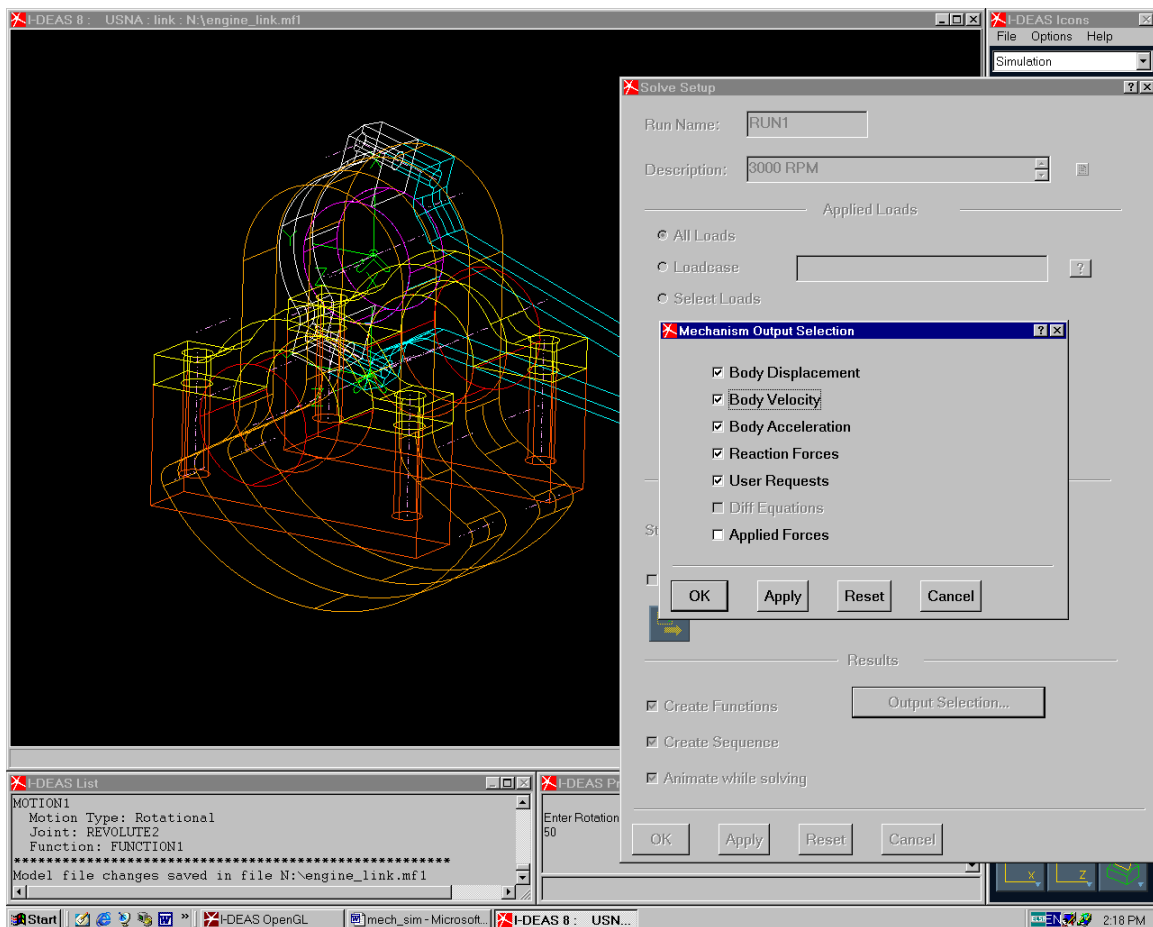 I-DEAS 8 : USNA : link : N:\engine_link.mf1
I-DEAS Icons
File Options Help
Simulation
Solve Setup
Run Name: RUN1
Description: 3000 RPM
Applied Loads
All Loads
Loadcase
?
Select Loads
Mechanism Output Selection
Body Displacement
Body Velocity
Body Acceleration
Reaction Forces
User Requests
Diff Equations
Applied Forces
OK Apply Reset Cancel
St
Results
Create Functions
Output Selection...
Create Sequence
Animate while solving
OK Apply Reset Cancel
I-DEAS List
MOTION1
Motion Type: Rotational
Joint: REVOLUTE2
Function: FUNCTION1
*****************************************************
Model file changes saved in file N:\engine_link.mf1
I-DEAS Pr
Enter Rotation
50
X Z
Start
»
I-DEAS OpenGL
mech_sim - Microsoft...
I-DEAS 8 : USN...
EN
2:18 PM